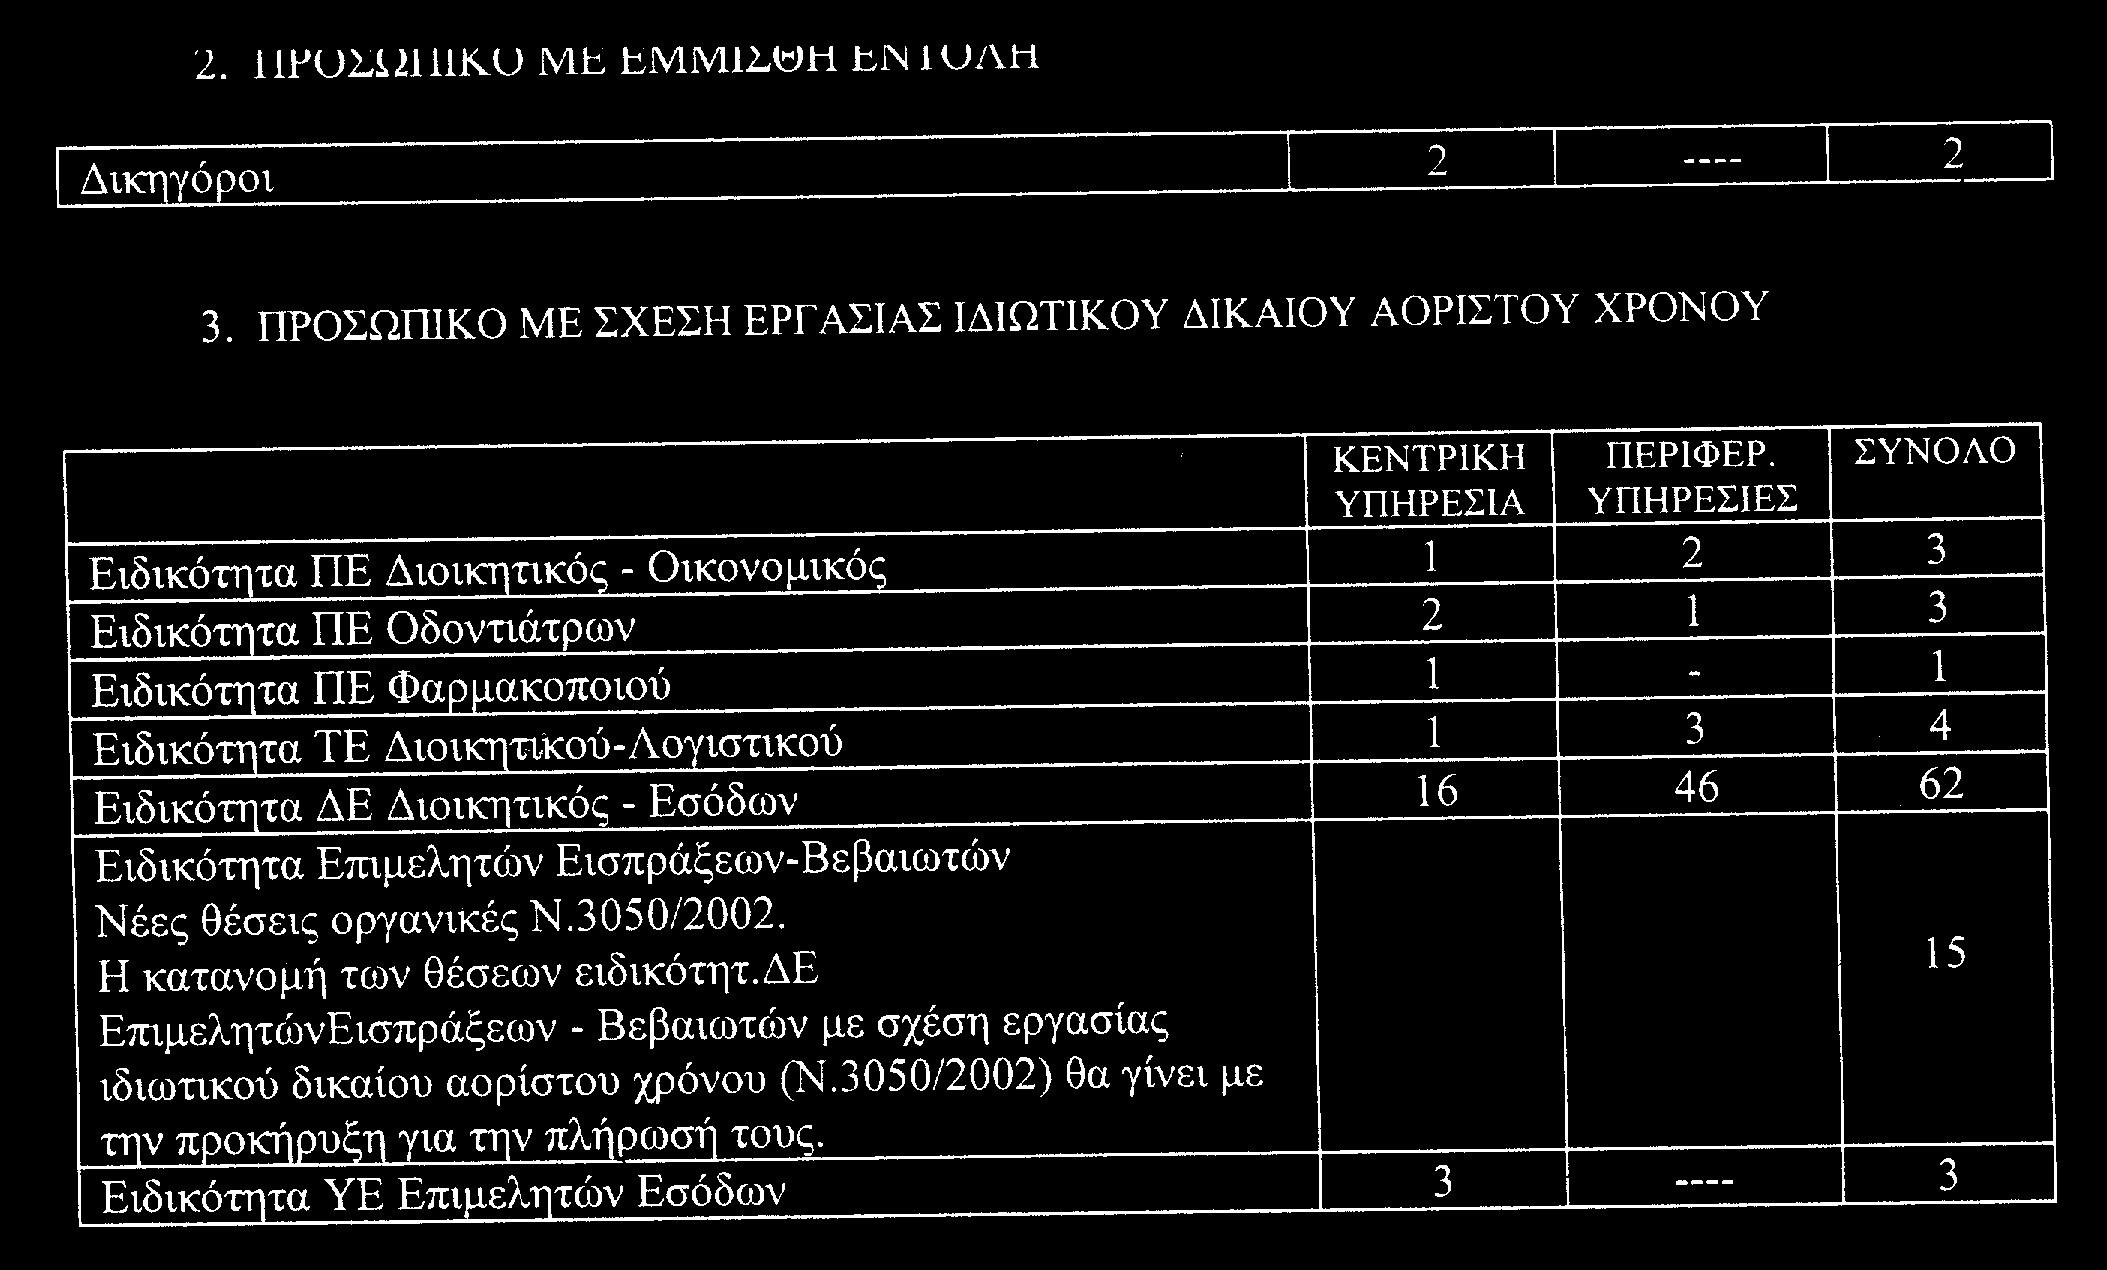 2. ΠΡΟΣΩΠΙΚΟ ΜΕ ΕΜΜΙΣΘΗ ΕΝΤΟΛΗ
Δικηγόροι 2 ---- 2
3. ΠΡΟΣΩΠΙΚΟ ΜΕ ΣΧΕΣΗ ΕΡΓΑΣΙΑΣ ΙΔΙΩΤΙΚΟΥ ΔΙΚΑΙΟΥ ΑΟΡΙΣΤΟΥ ΧΡΟΝΟΥ
ΚΕΝΤΡΙΚΗ ΠΕΡΙΦΕΡ. ΣΥΝΟΛΟ
ΥΠΗΡΕΣΙΑ ΥΠΗΡΕΣΙΕΣ
Ειδικότητα ΠΕ Διοικητικός - Οικονομικός 1 2 3
Ειδικότητα ΠΕ Οδοντιάτρων 2 1 3
Ειδικότητα ΠΕ Φαρμακοποιού 1 - 1
Ειδικότητα ΤΕ Διοικητικού-Λογιστικού 1 3 4
Ειδικότητα ΔΕ Διοικητικός - Εσόδων 16 46 62
Ειδικότητα Επιμελητών Εισπράξεων-Βεβαιωτών
Νέες θέσεις οργανικές Ν.3050/2002.
Η κατανομή των θέσεων ειδικότητ.ΔΕ 15
ΕπιμελητώνΕισπράξεων - Βεβαιωτών με σχέση εργασίας
ιδιωτικού δικαίου αορίστου χρόνου (Ν.3050/2002) θα γίνει με
την προκήρυξη για την πλήρωσή τους.
Ειδικότητα ΥΕ Επιμελητών Εσόδων 3 ---- 3